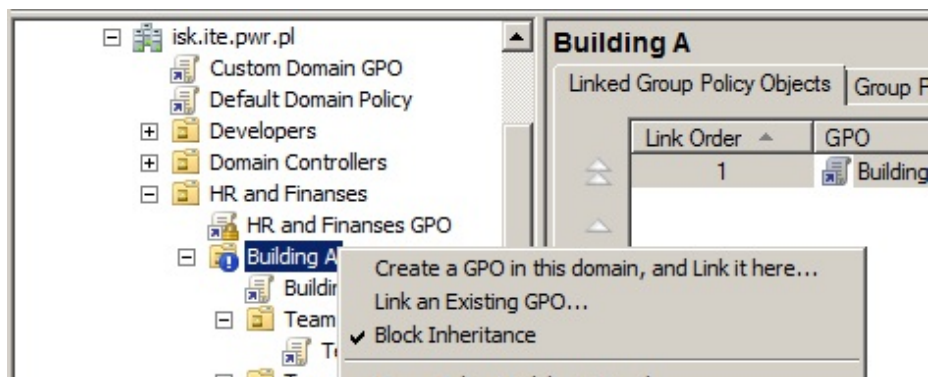 isk.ite.pwr.pl
Custom Domain GPO
Default Domain Policy
Developers
Domain Controllers
HR and Finanses
HR and Finanses GPO
Building A
Team
Building A
Linked Group Policy Objects
Link Order
GPO
1
Building
Create a GPO in this domain, and Link it here...
Link an Existing GPO...
Block Inheritance